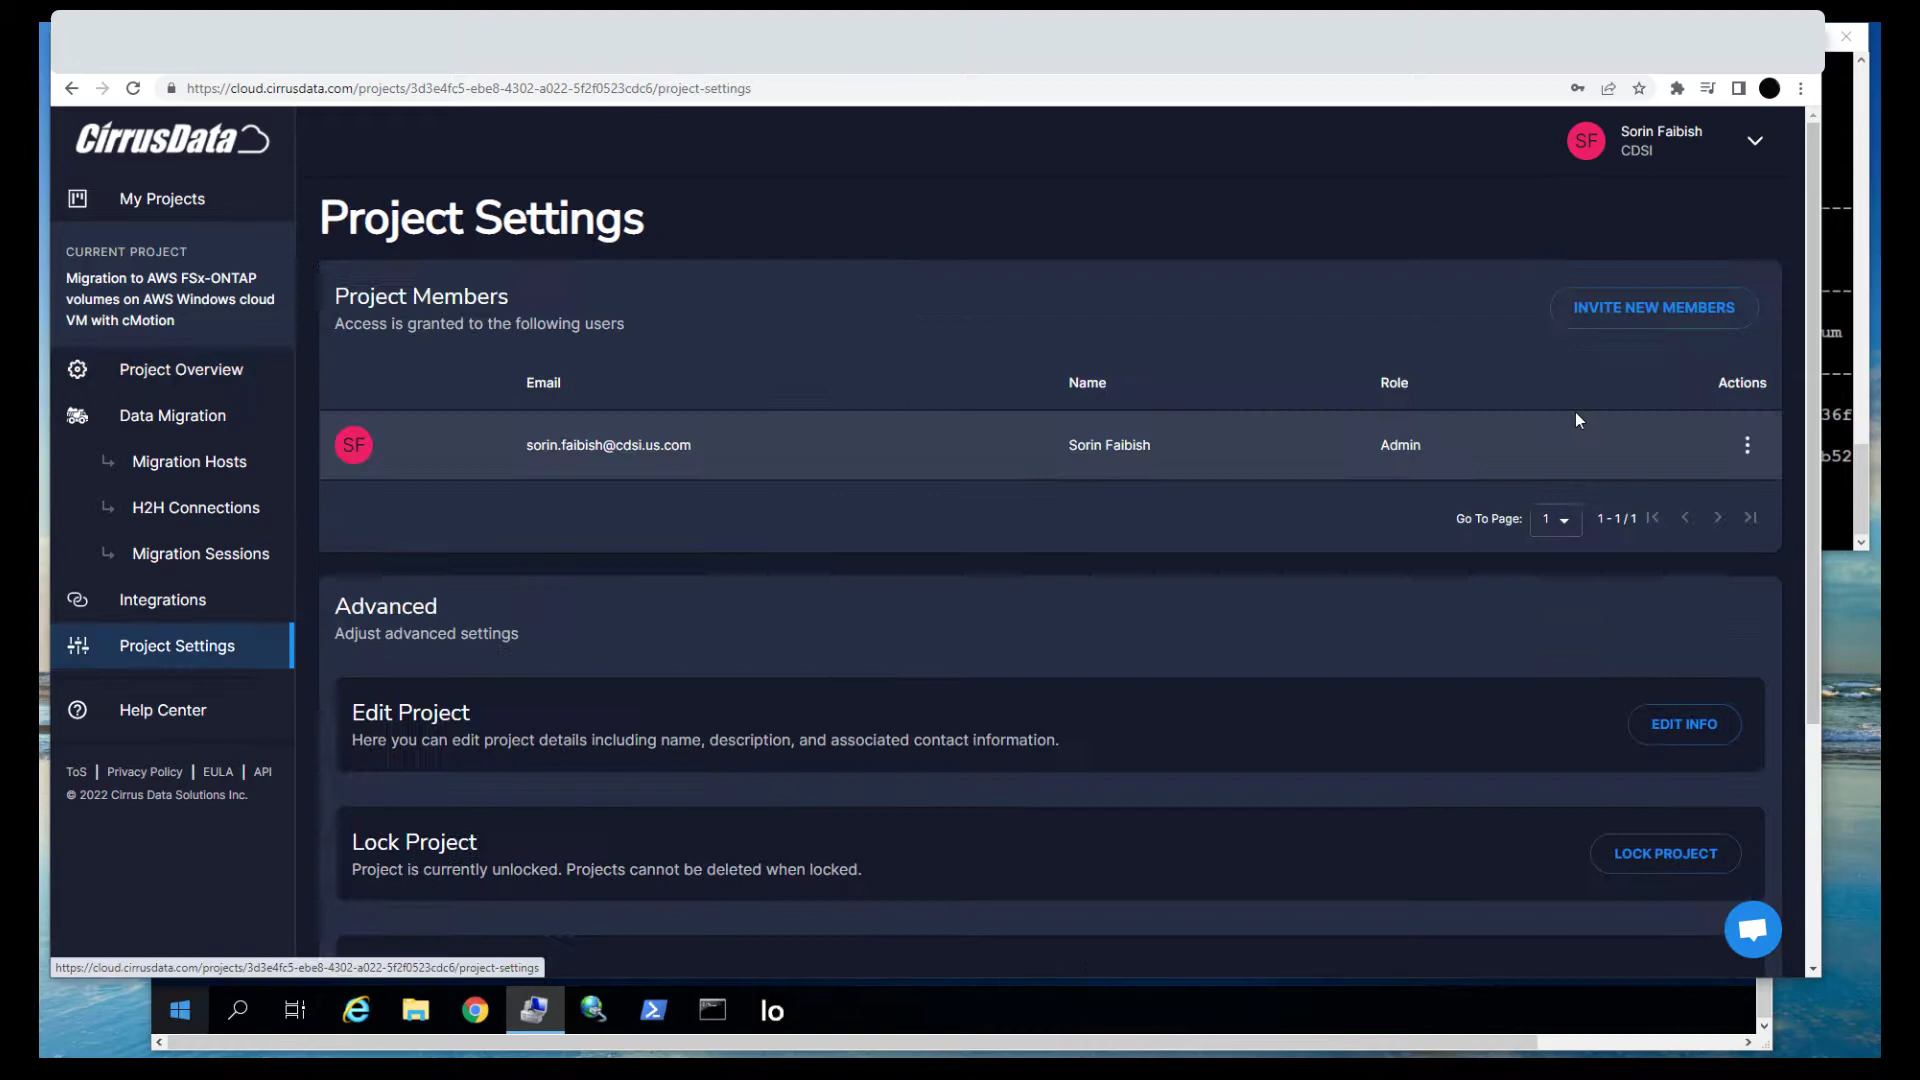 https://cloud.cirrusdata.com/projects/3d3e4fc5-ebe8-4302-a022-5f2f0523cdc6/project-settings
CirrusData
SF
Sorin Faibish
CDSI
My Projects
CURRENT PROJECT
Migration to AWS FSx-ONTAP
volumes on AWS Windows cloud
VM with cMotion
Project Overview
Data Migration
Migration Hosts
H2H Connections
Migration Sessions
Integrations
Project Settings
Help Center
ToS | Privacy Policy | EULA | API
© 2022 Cirrus Data Solutions Inc.
Project Settings
Project Members
Access is granted to the following users
INVITE NEW MEMBERS
Email Name Role Actions
SF sorin.faibish@cdsi.us.com Sorin Faibish Admin
Go To Page: 1 1 - 1 / 1
Advanced
Adjust advanced settings
Edit Project
Here you can edit project details including name, description, and associated contact information.
EDIT INFO
Lock Project
Project is currently unlocked. Projects cannot be deleted when locked.
LOCK PROJECT
https://cloud.cirrusdata.com/projects/3d3e4fc5-ebe8-4302-a022-5f2f0523cdc6/project-settings
um
36f
b52
Io